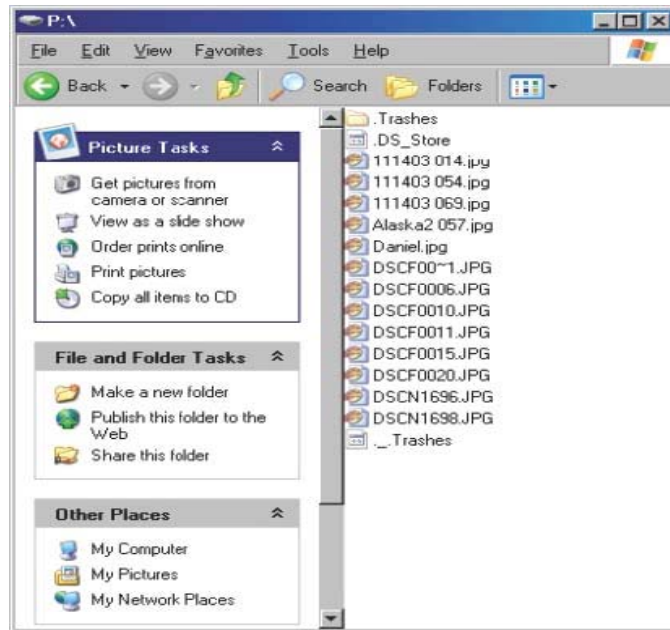 P:\
File Edit View Favorites Tools Help
Back Search Folders
Picture Tasks
Get pictures from
camera or scanner
View as a slide show
Order prints online
Print pictures
Copy all items to CD
File and Folder Tasks
Make a new folder
Publish this folder to the
Web
Share this folder
Other Places
My Computer
My Pictures
My Network Places
.Trashes
.DS_Store
111403 014.jpg
111403 054.jpg
111403 069.jpg
Alaska2 057.jpg
Daniel.jpg
DSCF00~1.JPG
DSCF0006.JPG
DSCF0010.JPG
DSCF0011.JPG
DSCF0015.JPG
DSCF0020.JPG
DSCN1696.JPG
DSCN1698.JPG
._.Trashes